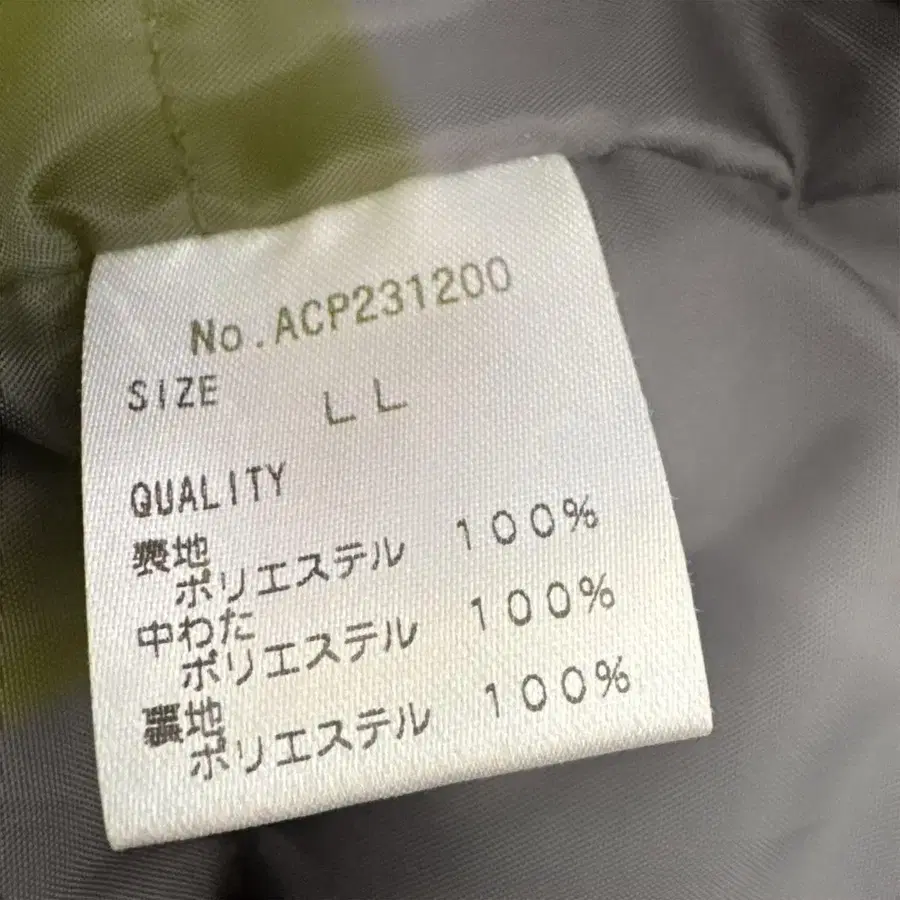 No.ACP231200
SIZE LL
QUALITY
表地
ポリエステル 100%
中わた
ポリエステル 100%
裏地
ポリエステル 100%